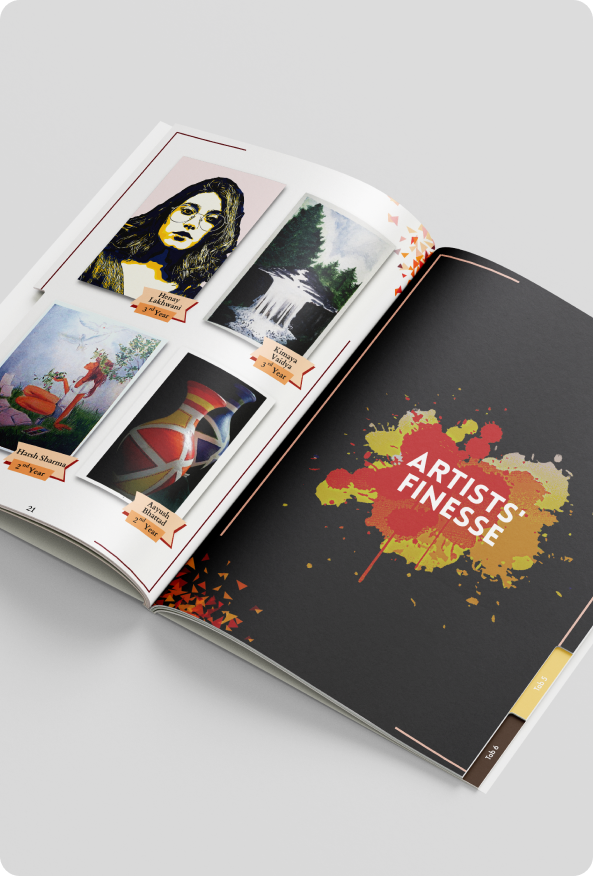 Henay
Lakhwani
3rd Year
Kimaya
Vaidya
3rd Year
Harsh Sharma
2nd Year
Aayush
Bhattad
2nd Year
21
ARTISTS'
FINESSE
Tab 5
Tab 6